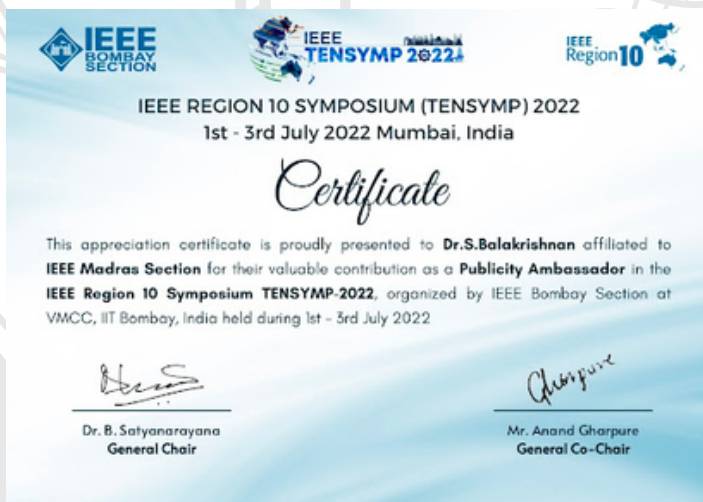 IEEE
BOMBAY
SECTION
IEEE
TENSYMP 2022
IEEE
Region 10
IEEE REGION 10 SYMPOSIUM (TENSYMP) 2022
1st - 3rd July 2022 Mumbai, India
Certificate
This appreciation certificate is proudly presented to Dr.S.Balakrishnan affiliated to
IEEE Madras Section for their valuable contribution as a Publicity Ambassador in the
IEEE Region 10 Symposium TENSYMP-2022, organized by IEEE Bombay Section at
VMCC, IIT Bombay, India held during 1st - 3rd July 2022
Gharpure
Dr. B. Satyanarayana
General Chair
Mr. Anand Gharpure
General Co-Chair